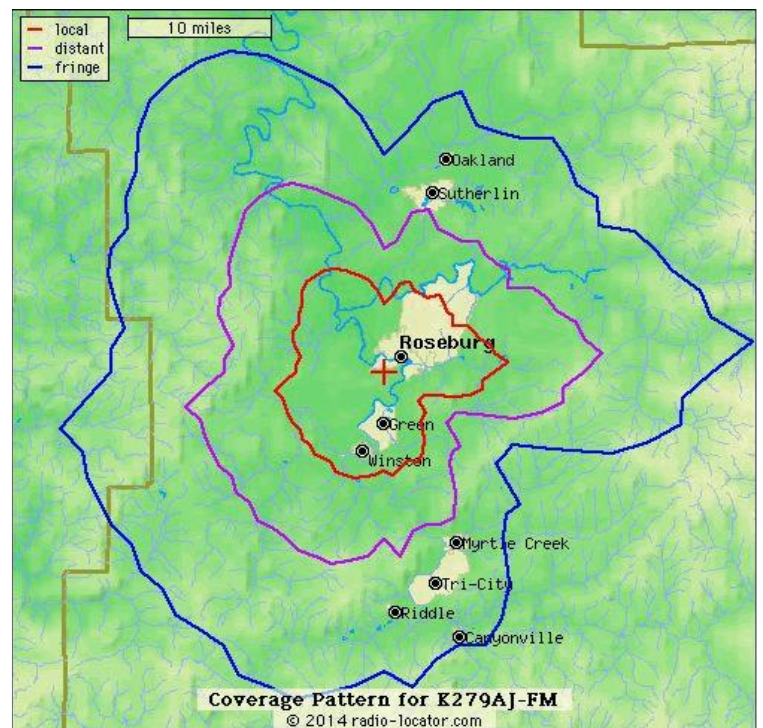 local
distant
fringe
10 miles
Oakland
Sutherlin
Roseburg
Green
Winston
Myrtle Creek
Tri-City
Riddle
Canyonville
Coverage Pattern for K279AJ-FM
© 2014 radio-locator.com